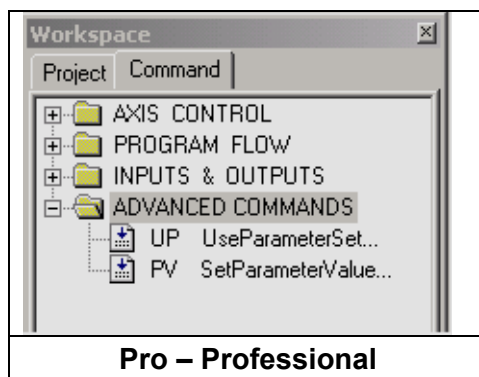 Workspace
Project Command
AXIS CONTROL
PROGRAM FLOW
INPUTS & OUTPUTS
ADVANCED COMMANDS
UP UseParameterSet...
PV SetParameterValue...
Pro – Professional